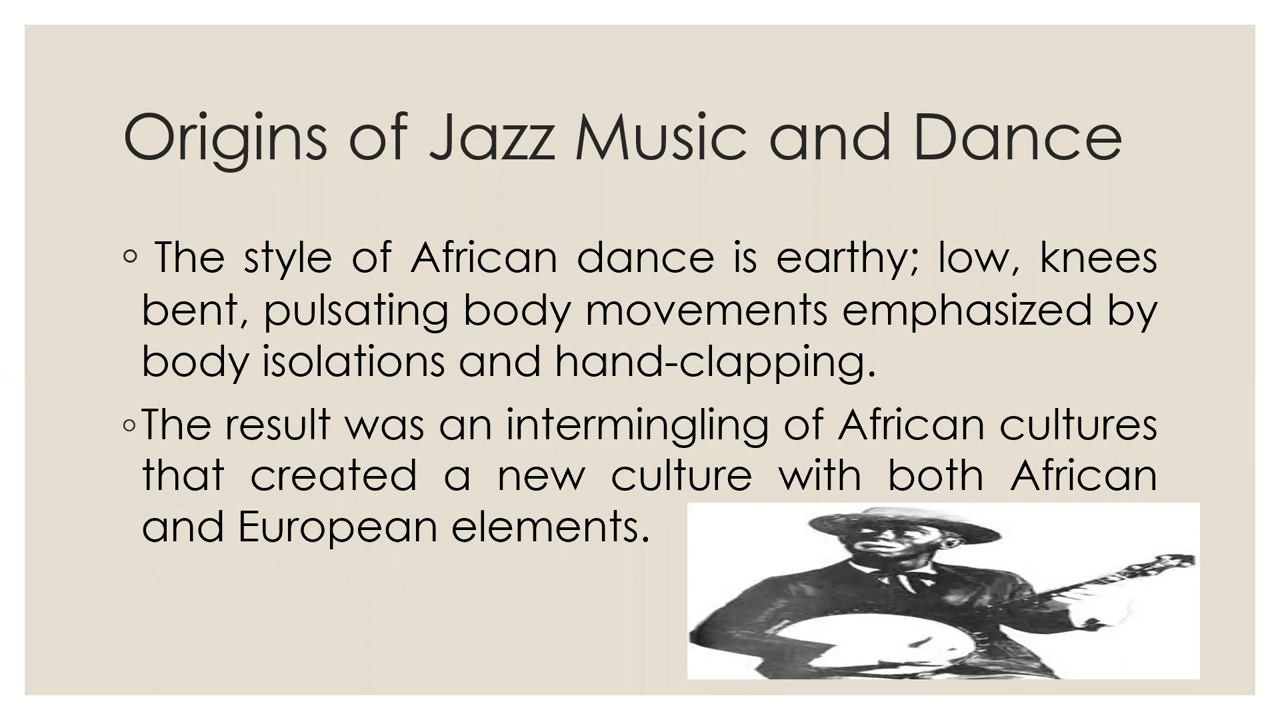 Origins of Jazz Music and Dance
◦ The style of African dance is earthy; low, knees
bent, pulsating body movements emphasized by
body isolations and hand-clapping.
◦The result was an intermingling of African cultures
that created a new culture with both African
and European elements.